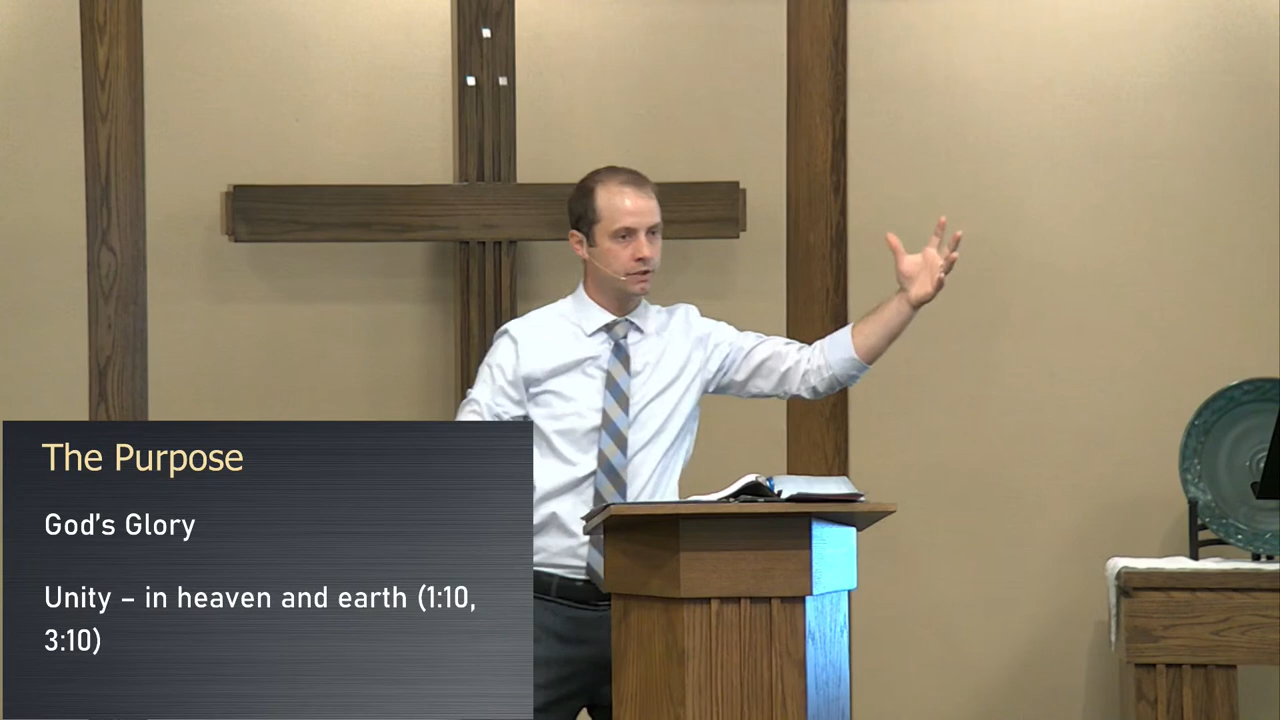 The Purpose
God's Glory
Unity – in heaven and earth (1:10,
3:10)